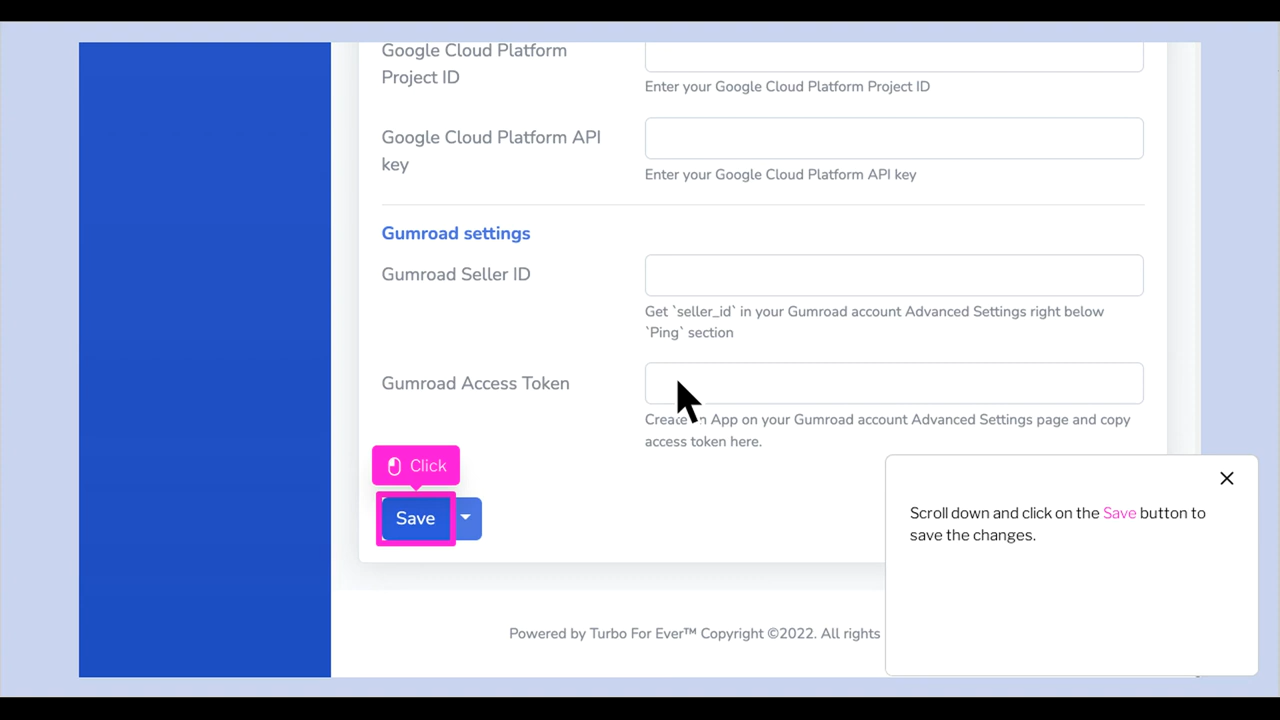 Google Cloud Platform
Project ID
Enter your Google Cloud Platform Project ID
Google Cloud Platform API
key
Enter your Google Cloud Platform API key
Gumroad settings
Gumroad Seller ID
Get `seller_id` in your Gumroad account Advanced Settings right below
`Ping` section
Gumroad Access Token
Create an App on your Gumroad account Advanced Settings page and copy
access token here.
Click
Save
Scroll down and click on the Save button to
save the changes.
Powered by Turbo For Ever™ Copyright ©2022. All rights